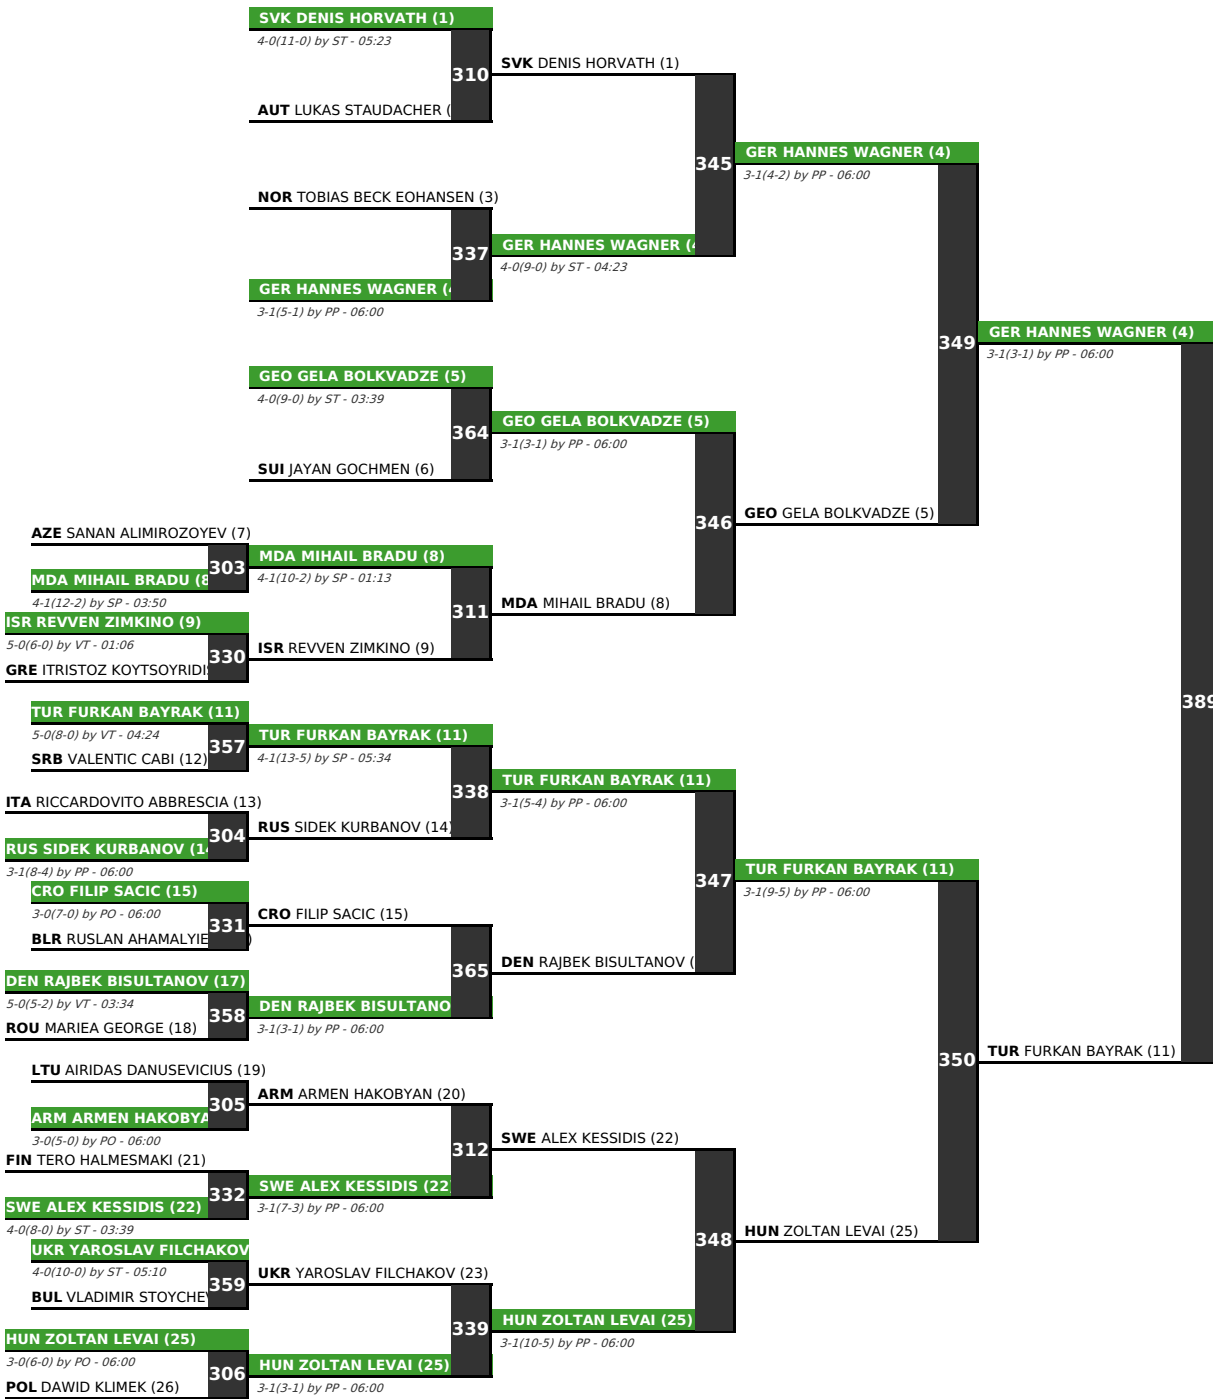 SVK DENIS HORVATH (1)
4-0(11-0) by ST - 05:23
310
SVK DENIS HORVATH (1)
AUT LUKAS STAUDACHER (
345
GER HANNES WAGNER (4)
3-1(4-2) by PP - 06:00
NOR TOBIAS BECK EOHANSEN (3)
337
GER HANNES WAGNER (4
4-0(9-0) by ST - 04:23
GER HANNES WAGNER (4
3-1(5-1) by PP - 06:00
349
GER HANNES WAGNER (4)
3-1(3-1) by PP - 06:00
GEO GELA BOLKVADZE (5)
4-0(9-0) by ST - 03:39
364
GEO GELA BOLKVADZE (5)
3-1(3-1) by PP - 06:00
SUI JAYAN GOCHMEN (6)
346
GEO GELA BOLKVADZE (5)
AZE SANAN ALIMIROZOYEV (7)
303
MDA MIHAIL BRADU (8)
4-1(10-2) by SP - 01:13
MDA MIHAIL BRADU (8
4-1(12-2) by SP - 03:50
311
MDA MIHAIL BRADU (8)
ISR REVVEN ZIMKINO (9)
5-0(6-0) by VT - 01:06
330
ISR REVVEN ZIMKINO (9)
GRE ITRISTOZ KOYTSOYRIDIS
389
TUR FURKAN BAYRAK (11)
5-0(8-0) by VT - 04:24
357
TUR FURKAN BAYRAK (11)
4-1(13-5) by SP - 05:34
SRB VALENTIC CABI (12)
338
TUR FURKAN BAYRAK (11)
3-1(5-4) by PP - 06:00
ITA RICCARDOVITO ABBRESCIA (13)
304
RUS SIDEK KURBANOV (14)
RUS SIDEK KURBANOV (14
3-1(8-4) by PP - 06:00
347
TUR FURKAN BAYRAK (11)
3-1(9-5) by PP - 06:00
CRO FILIP SACIC (15)
3-0(7-0) by PO - 06:00
331
CRO FILIP SACIC (15)
BLR RUSLAN AHAMALYIE )
365
DEN RAJBEK BISULTANOV (
DEN RAJBEK BISULTANOV (17)
5-0(5-2) by VT - 03:34
358
DEN RAJBEK BISULTANO
3-1(3-1) by PP - 06:00
ROU MARIEA GEORGE (18)
350
TUR FURKAN BAYRAK (11)
LTU AIRIDAS DANUSEVICIUS (19)
305
ARM ARMEN HAKOBYAN (20)
ARM ARMEN HAKOBYA
3-0(5-0) by PO - 06:00
312
SWE ALEX KESSIDIS (22)
FIN TERO HALMESMAKI (21)
332
SWE ALEX KESSIDIS (22
3-1(7-3) by PP - 06:00
SWE ALEX KESSIDIS (22)
4-0(8-0) by ST - 03:39
348
HUN ZOLTAN LEVAI (25)
UKR YAROSLAV FILCHAKOV
4-0(10-0) by ST - 05:10
359
UKR YAROSLAV FILCHAKOV (23)
BUL VLADIMIR STOYCHEV
339
HUN ZOLTAN LEVAI (25)
3-1(10-5) by PP - 06:00
HUN ZOLTAN LEVAI (25)
3-0(6-0) by PO - 06:00
306
HUN ZOLTAN LEVAI (25)
3-1(3-1) by PP - 06:00
POL DAWID KLIMEK (26)